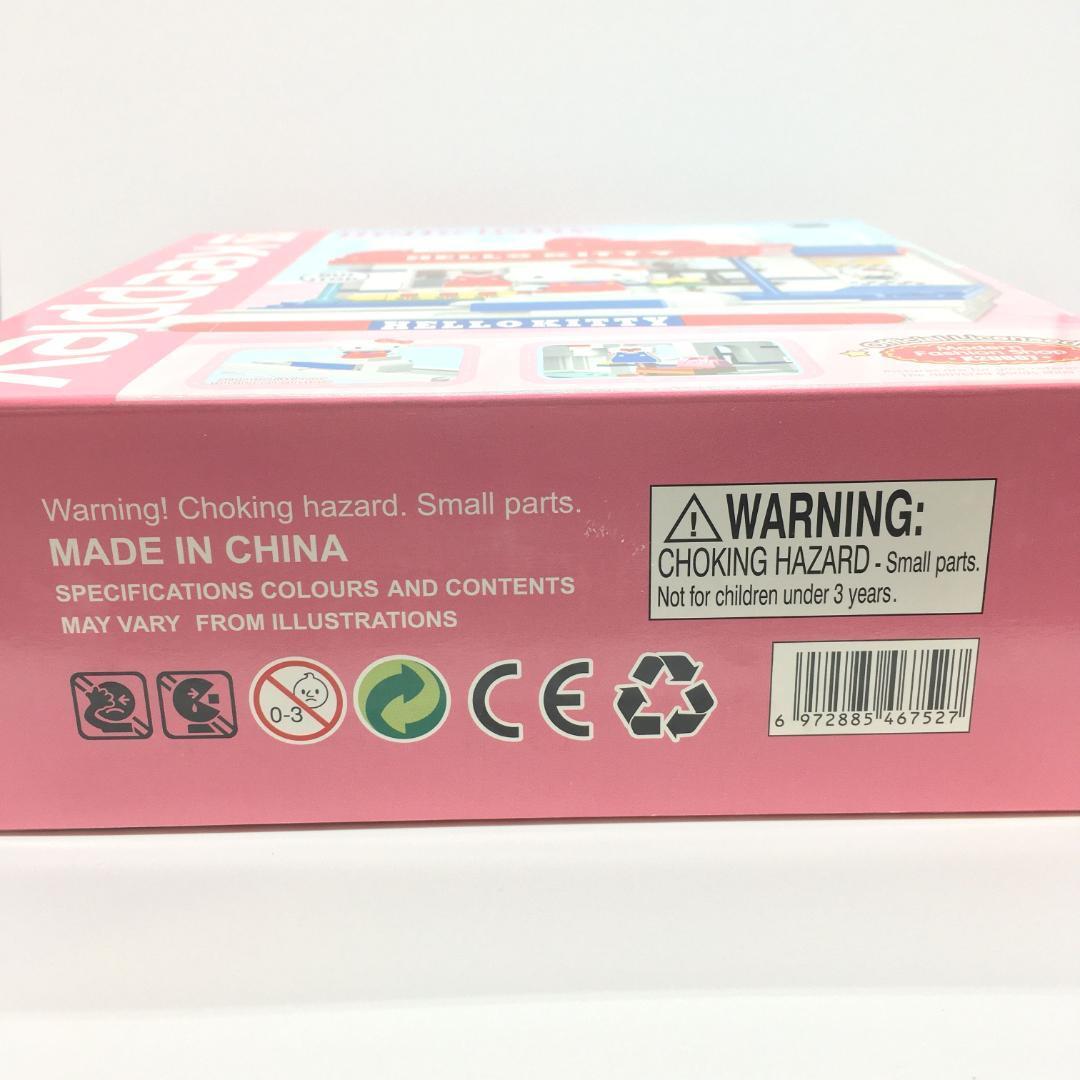 Keeppley
HELLO KITTY
HELLO KITTY
Warning! Choking hazard. Small parts.
MADE IN CHINA
SPECIFICATIONS COLOURS AND CONTENTS
MAY VARY FROM ILLUSTRATIONS
WARNING:
CHOKING HAZARD - Small parts.
Not for children under 3 years.
0-3
CE
6 972885 467527